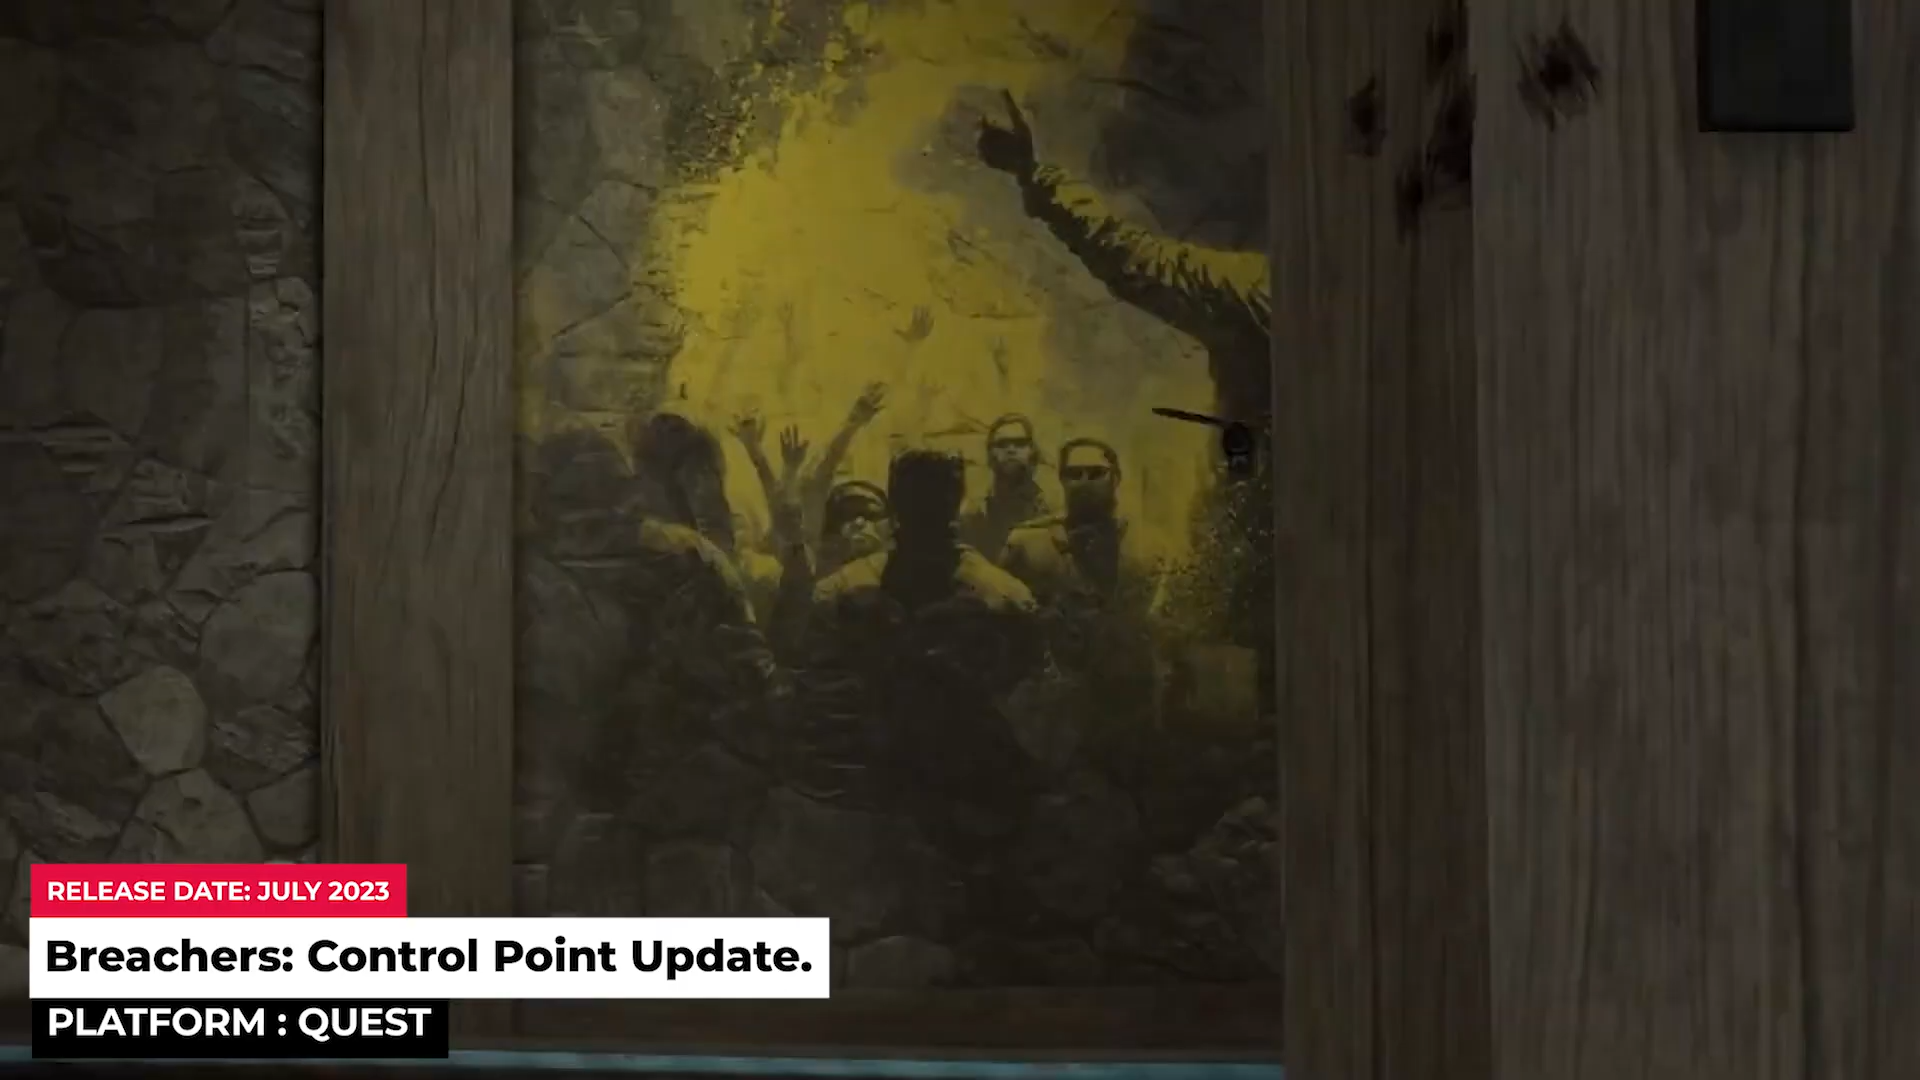 RELEASE DATE: JULY 2023
Breachers: Control Point Update.
PLATFORM : QUEST